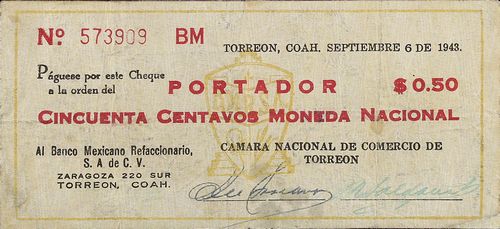 Nº 573909 BM
TORREON, COAH. SEPTIEMBRE 6 DE 1943.
Páguese por este Cheque
a la orden del
PORTADOR $0.50
CINCUENTA CENTAVOS MONEDA NACIONAL
Al Banco Mexicano Refaccionario,
S. A de C. V.
ZARAGOZA 220 SUR
TORREON, COAH.
CAMARA NACIONAL DE COMERCIO DE
TORREON